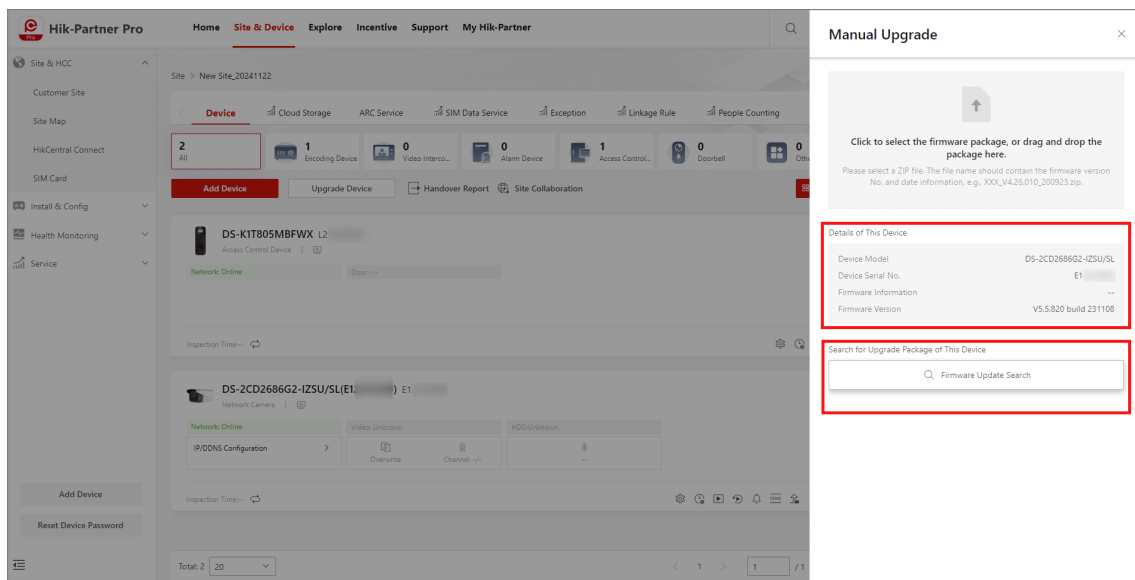 Hik-Partner Pro
Home Site & Device Explore Incentive Support My Hik-Partner
Site & HCC
Customer Site
Site Map
HikCentral Connect
SIM Card
Install & Config
Health Monitoring
Service
Add Device
Reset Device Password
Site > New Site_20241122
Device Cloud Storage ARC Service SIM Data Service Exception Linkage Rule People Counting
2 All
1 Encoding Device
0 Video Interco...
0 Alarm Device
1 Access Control...
0 Doorbell
0
Add Device Upgrade Device Handover Report Site Collaboration
DS-K1T805MBFWX L2
Access Control Device |
Network: Online Door: - -
Inspection Time:--
DS-2CD2686G2-IZSU/SL(E1 ) E1
Network Camera |
Network: Online Video: Unknown HDD:Unknown
IP/DDNS Configuration > Overwrite Channel: -/- --
Inspection Time:--
Total: 2 20 < 1 > 1 / 1
Manual Upgrade
Click to select the firmware package, or drag and drop the
package here.
Please select a ZIP file. The file name should contain the firmware version
No. and date information, e.g., XXX_V4.26.010_200923.zip.
Details of This Device
Device Model DS-2CD2686G2-IZSU/SL
Device Serial No. E1
Firmware Information --
Firmware Version V5.5.820 build 231108
Search for Upgrade Package of This Device
Firmware Update Search